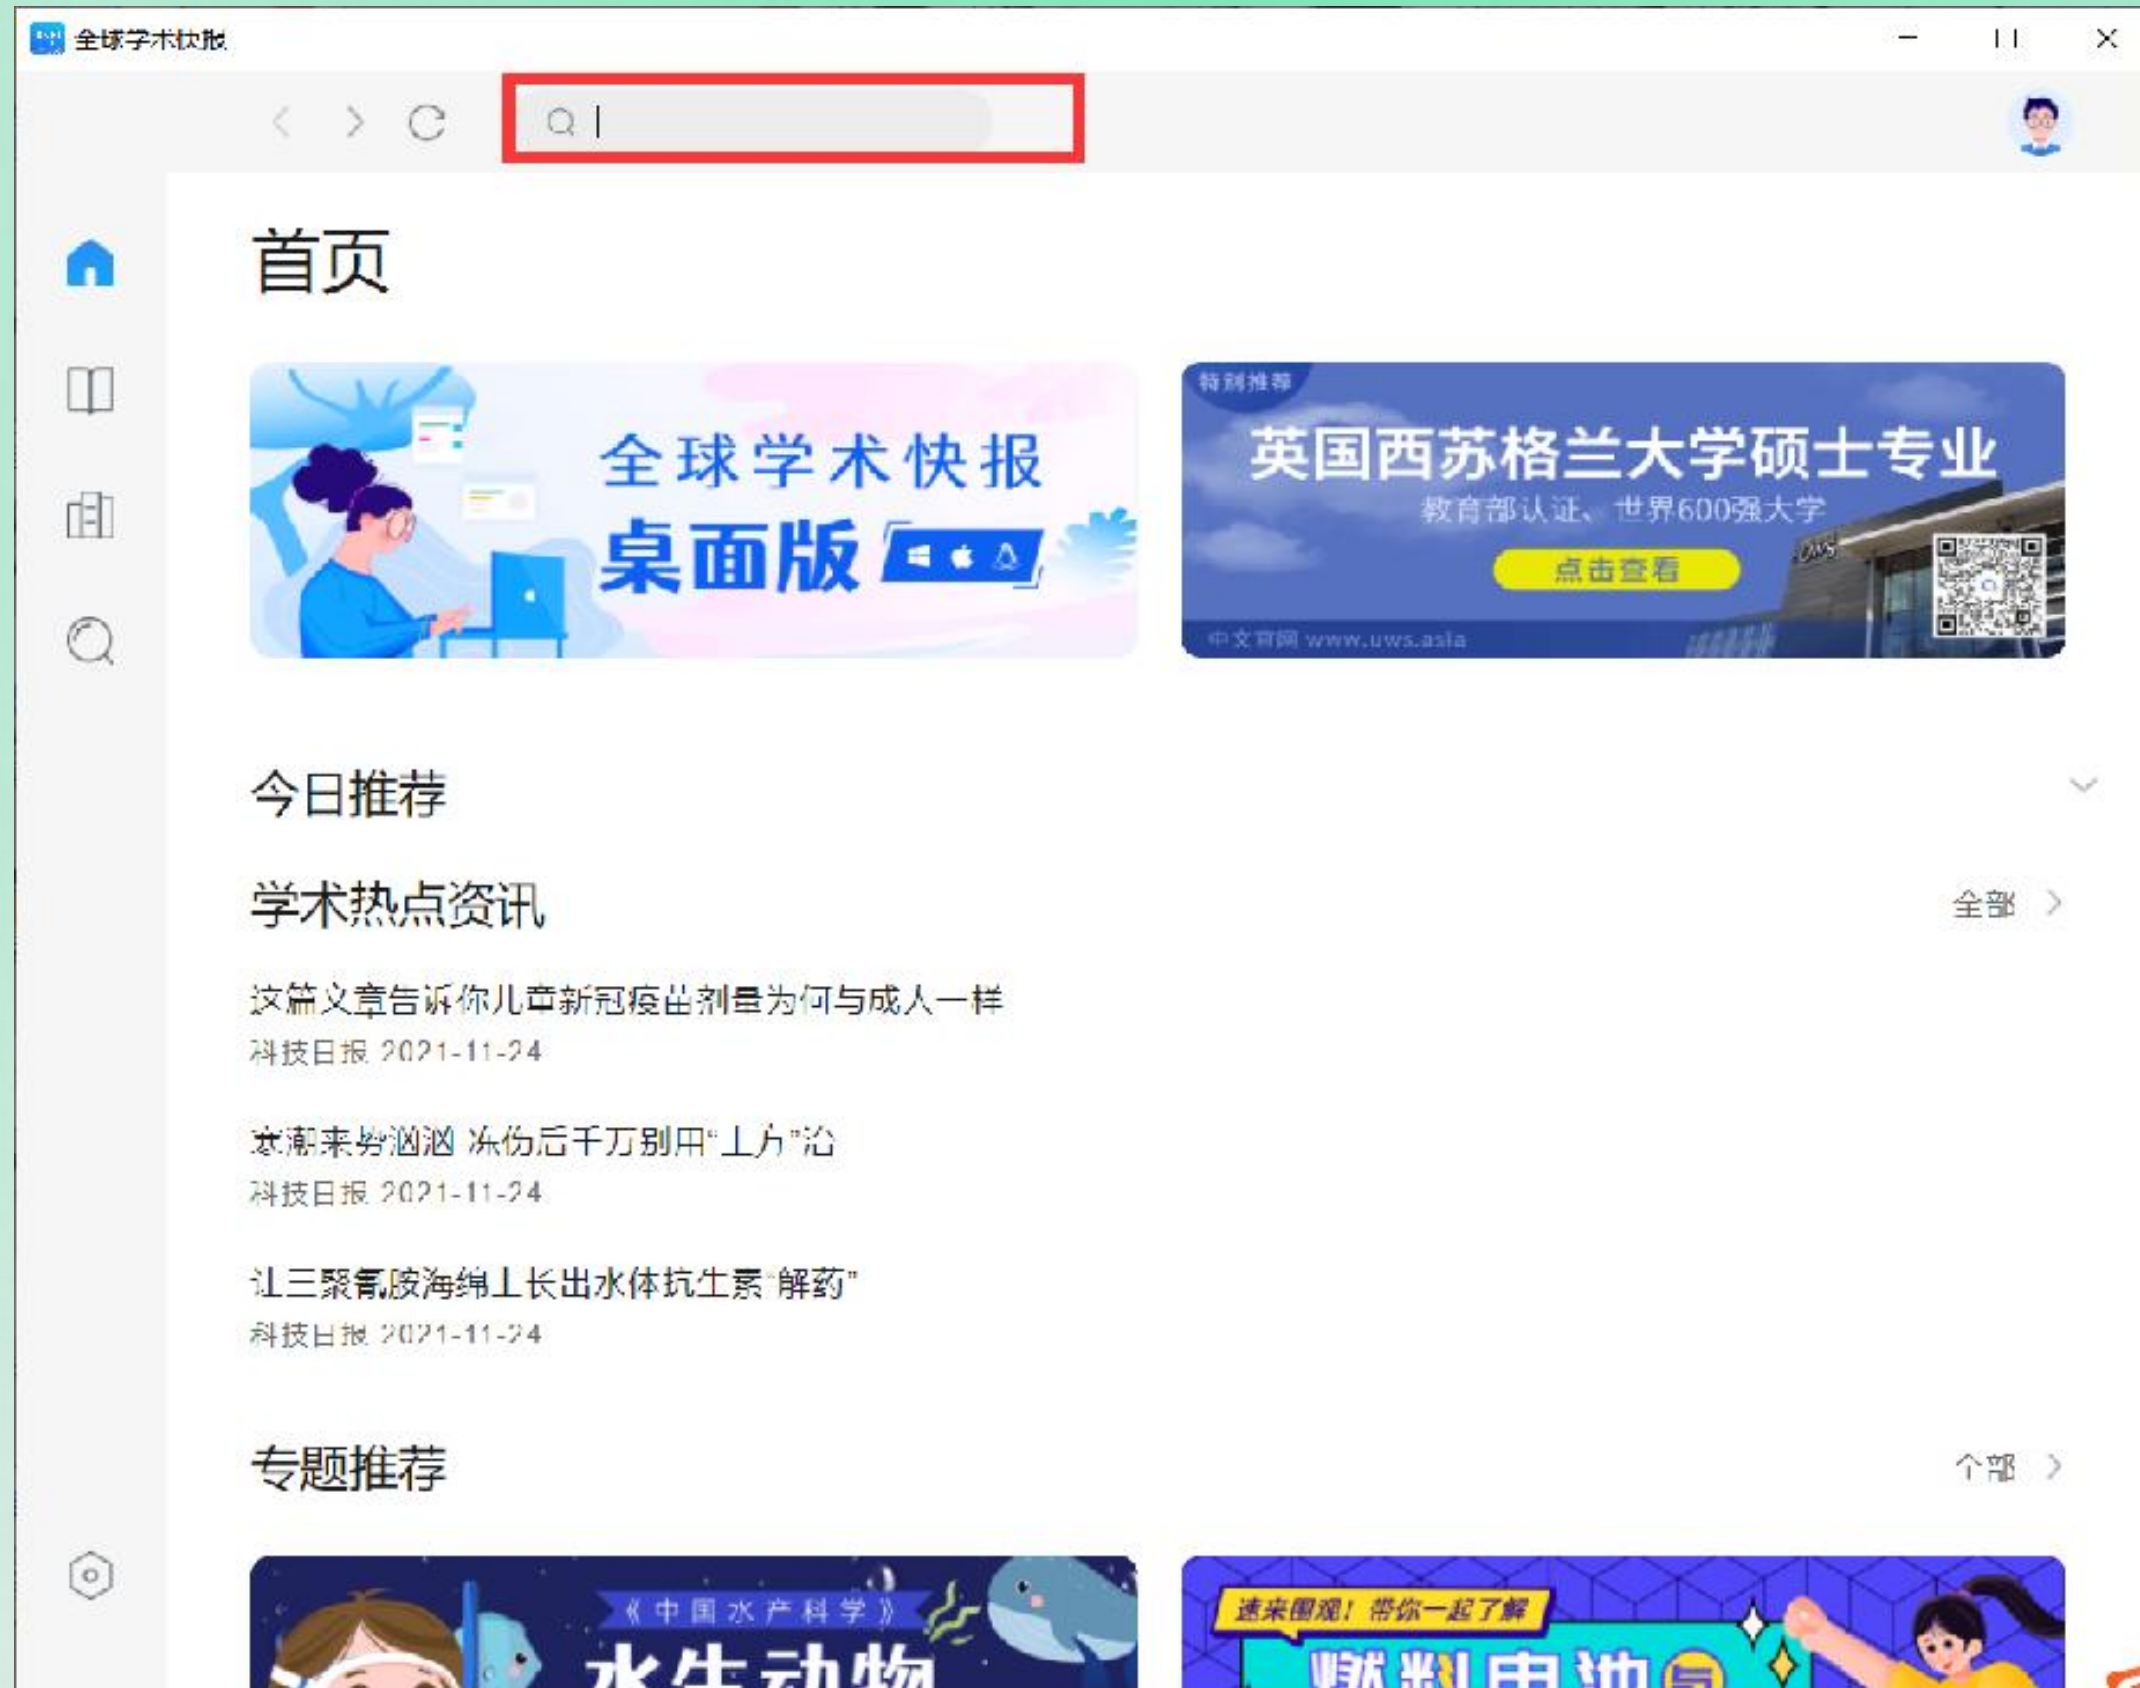 全球学术快报
首页
全球学术快报
桌面版
特别推荐
英国西苏格兰大学硕士专业
教育部认证、世界600强大学
点击查看
UWS
中文官网 www.uws.asia
今日推荐
学术热点资讯
全部
这篇文章告诉你儿童新冠疫苗剂量为何与成人一样
科技日报 2021-11-24
寒潮来势汹汹 冻伤后千万别用“土方”治
科技日报 2021-11-24
让三聚氰胺海绵上长出水体抗生素“解药”
科技日报 2021-11-24
专题推荐
全部
《中国水产科学》
水生动物
速来围观！带你一起了解
燃料电池与